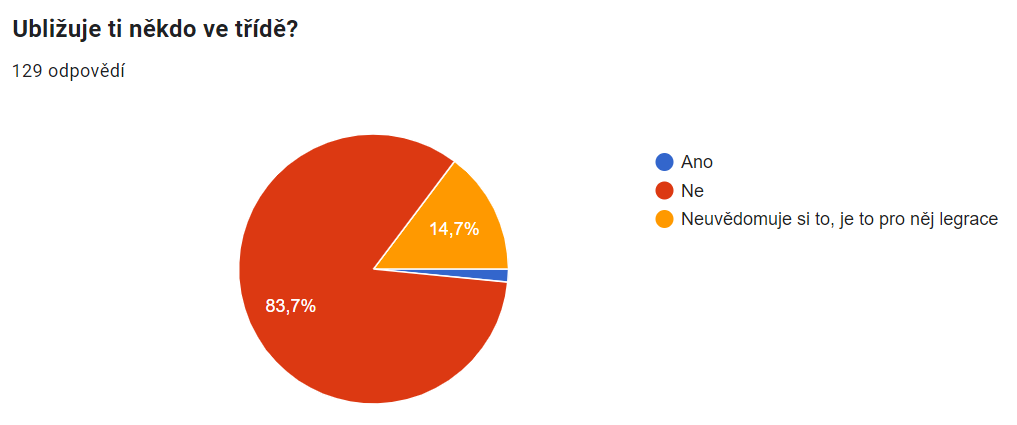 Ubližuje ti někdo ve třídě?
129 odpovědí
Ano
Ne
Neuvědomuje si to, je to pro něj legrace
14,7%
83,7%